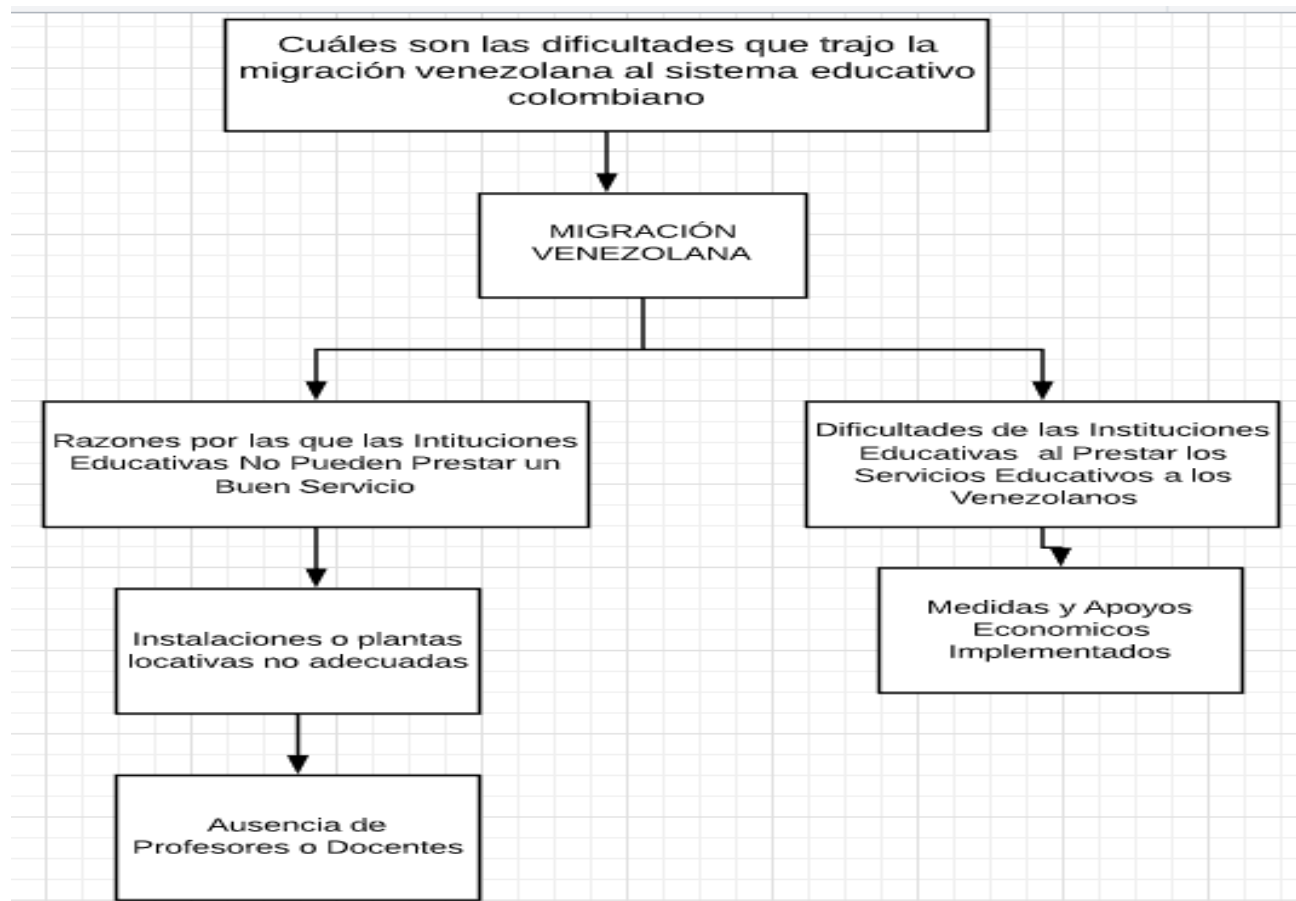 Cuáles son las dificultades que trajo la
migración venezolana al sistema educativo
colombiano
MIGRACIÓN
VENEZOLANA
Razones por las que las Intituciones
Educativas No Pueden Prestar un
Buen Servicio
Dificultades de las Instituciones
Educativas al Prestar los
Servicios Educativos a los
Venezolanos
Instalaciones o plantas
locativas no adecuadas
Medidas y Apoyos
Economicos
Implementados
Ausencia de
Profesores o Docentes